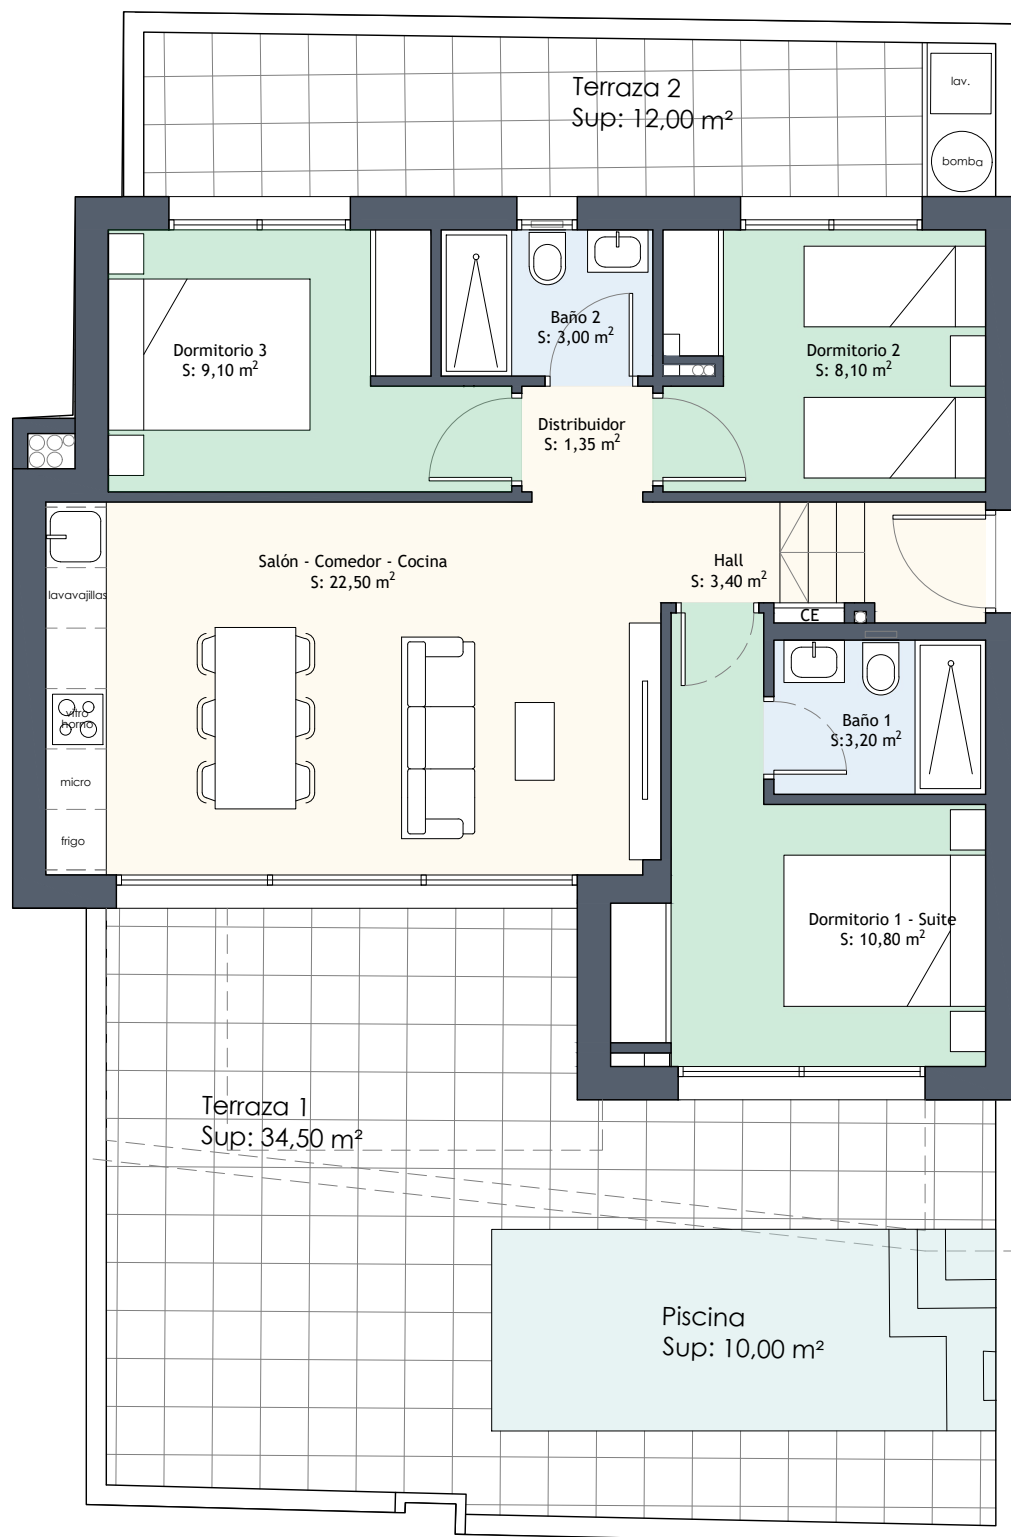 Terraza 2
Sup: 12,00 m²
lav.
bomba
Dormitorio 3
S: 9,10 m²
Baño 2
S: 3,00 m²
Dormitorio 2
S: 8,10 m²
Distribuidor
S: 1,35 m²
Salón - Comedor - Cocina
S: 22,50 m²
Hall
S: 3,40 m²
lavavajillas
CE
vitro
horno
Baño 1
S:3,20 m²
micro
frigo
Dormitorio 1 - Suite
S: 10,80 m²
Terraza 1
Sup: 34,50 m²
Piscina
Sup: 10,00 m²